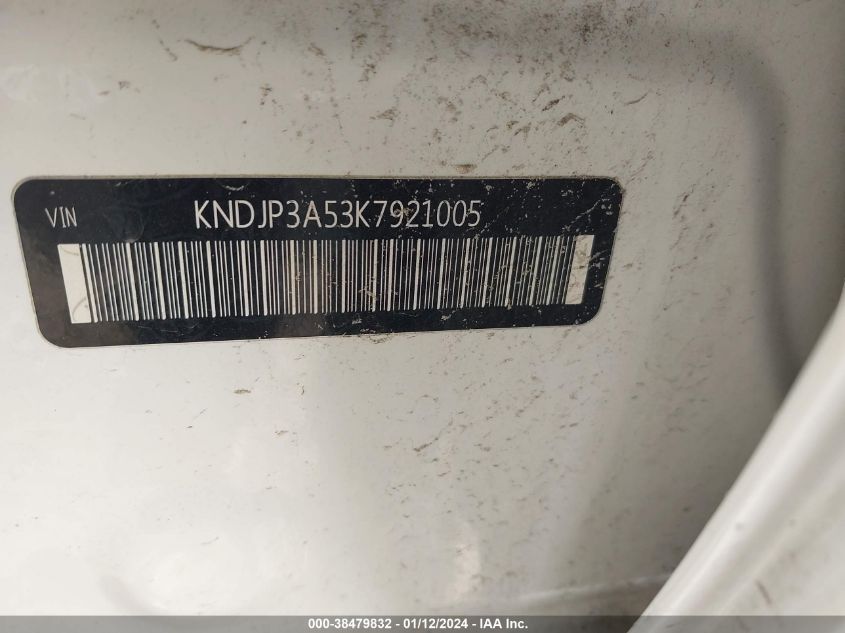 VIN KNDJP3A53K7921005
000-38479832 - 01/12/2024 - IAA Inc.